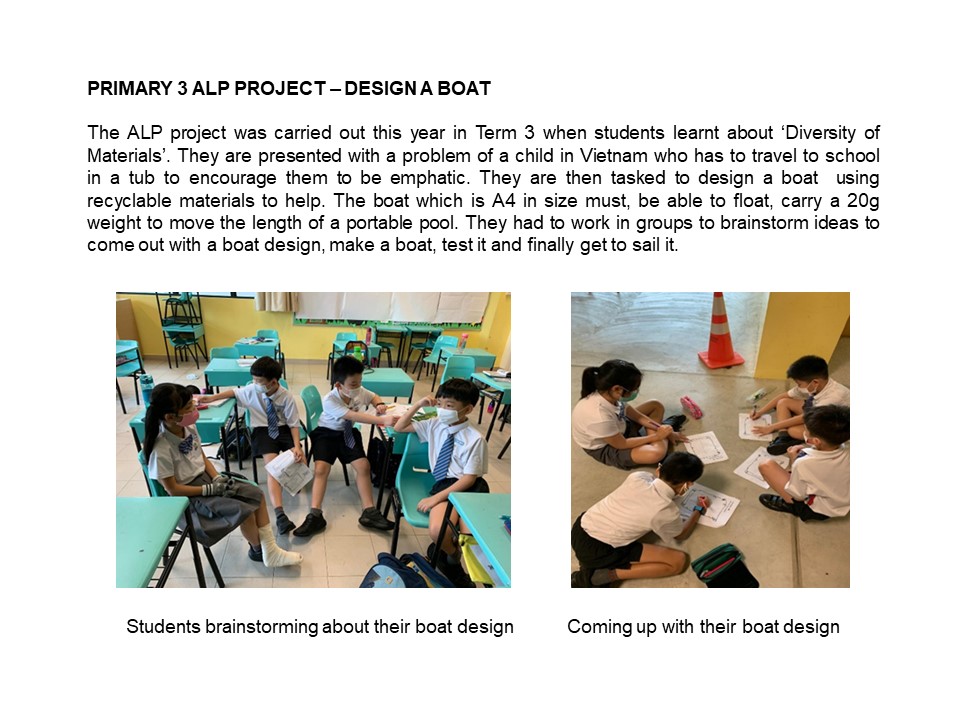 PRIMARY 3 ALP PROJECT – DESIGN A BOAT
The ALP project was carried out this year in Term 3 when students learnt about ‘Diversity of
Materials’. They are presented with a problem of a child in Vietnam who has to travel to school
in a tub to encourage them to be emphatic. They are then tasked to design a boat using
recyclable materials to help. The boat which is A4 in size must, be able to float, carry a 20g
weight to move the length of a portable pool. They had to work in groups to brainstorm ideas to
come out with a boat design, make a boat, test it and finally get to sail it.
Students brainstorming about their boat design
Coming up with their boat design